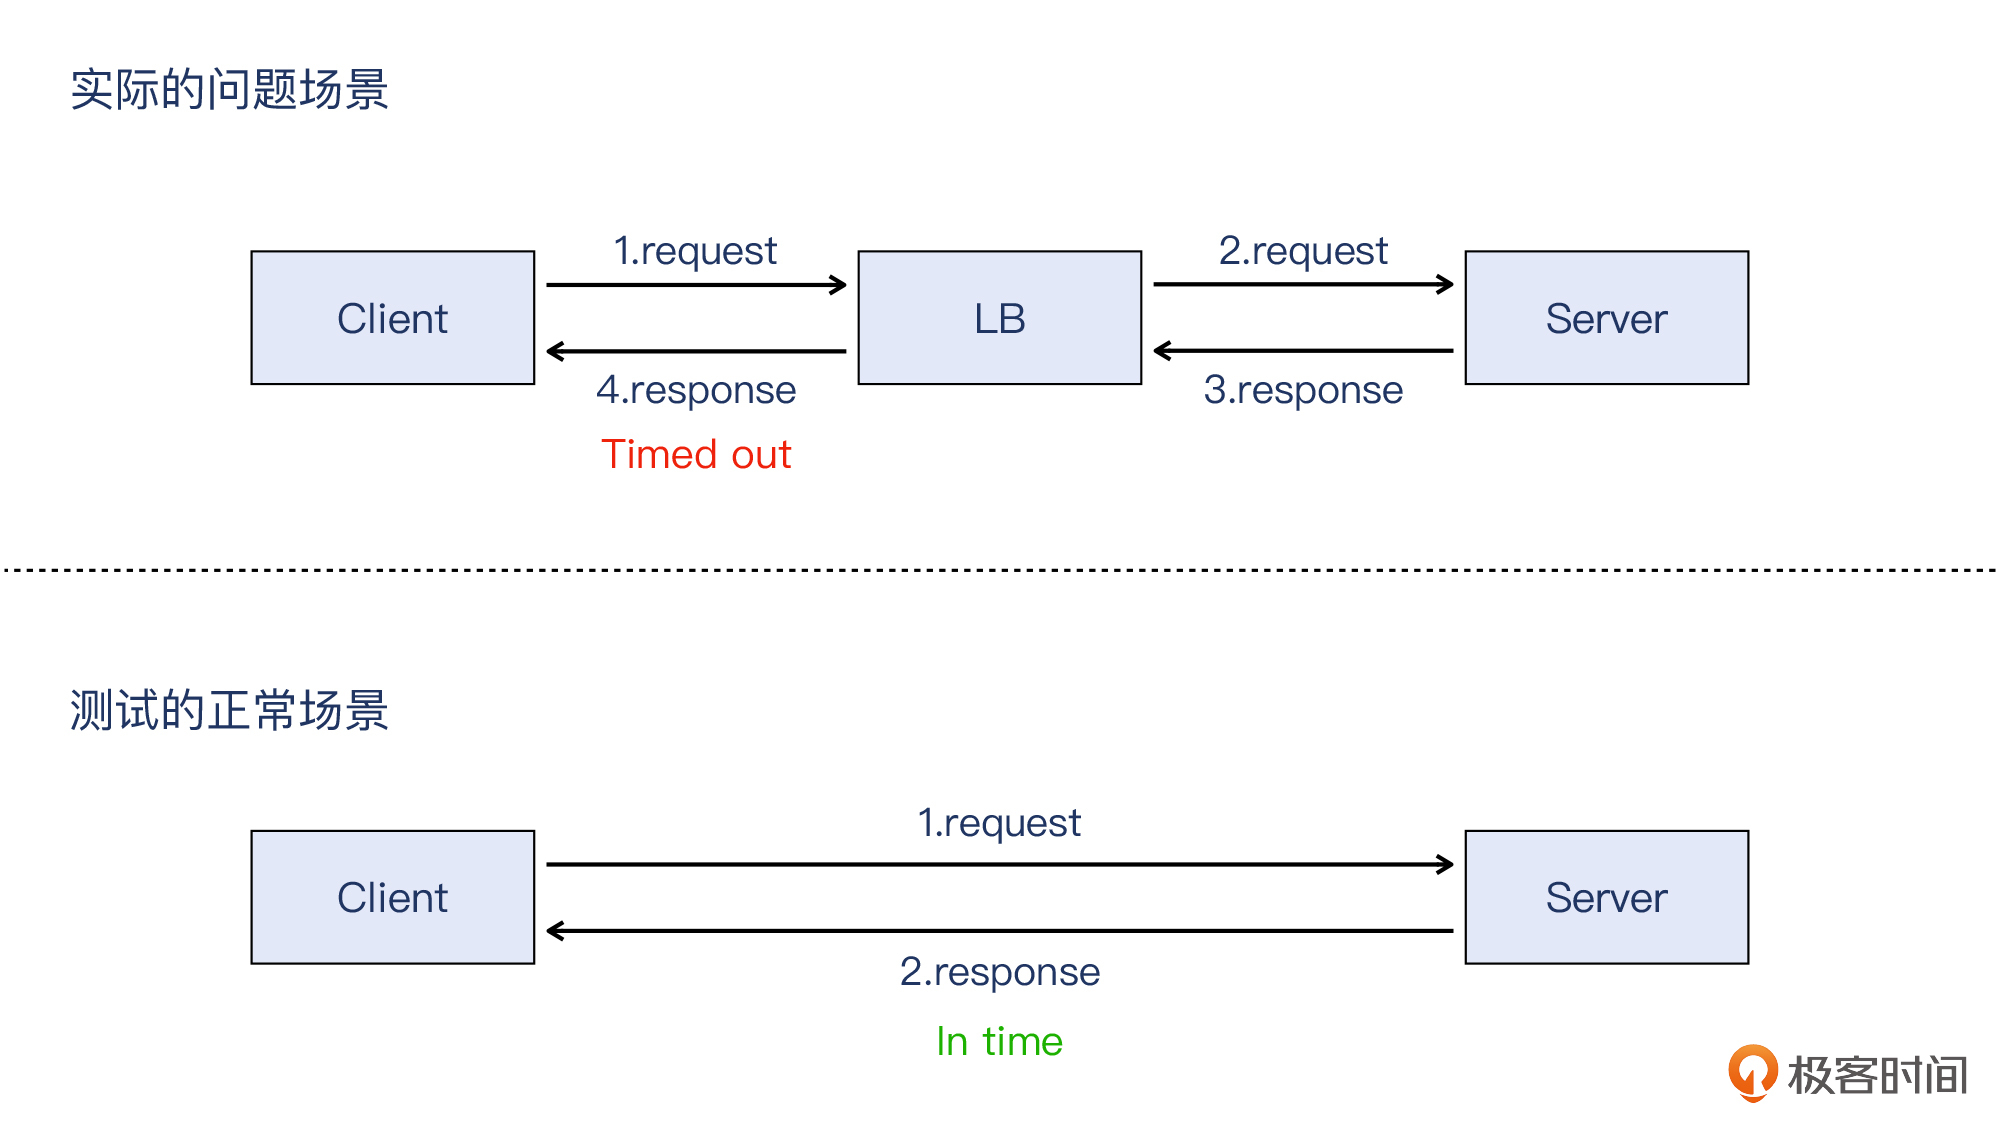 实际的问题场景
1.request
2.request
Client
LB
Server
4.response
3.response
Timed out
测试的正常场景
1.request
Client
Server
2.response
In time
极客时间